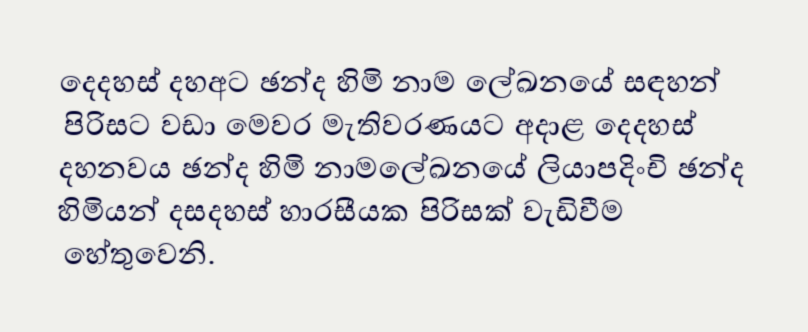 දෙදහස් දහඅට ඡන්ද හිමි නාම ලේඛනයේ සඳහන්
පිරිසට වඩා මෙවර මැතිවරණයට අදාළ දෙදහස්
දහනවය ඡන්ද හිමි නාමලේඛනයේ ලියාපදිංචි ඡන්ද
හිමියන් දසදහස් හාරසීයක පිරිසක් වැඩිවීම
හේතුවෙනි.